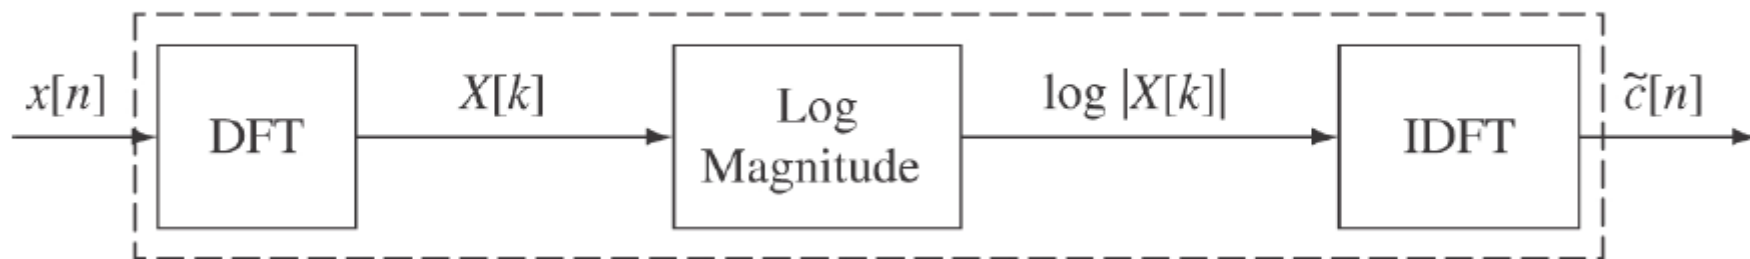 x[n]
DFT
X[k]
Log
Magnitude
log |X[k]|
IDFT
c̃[n]